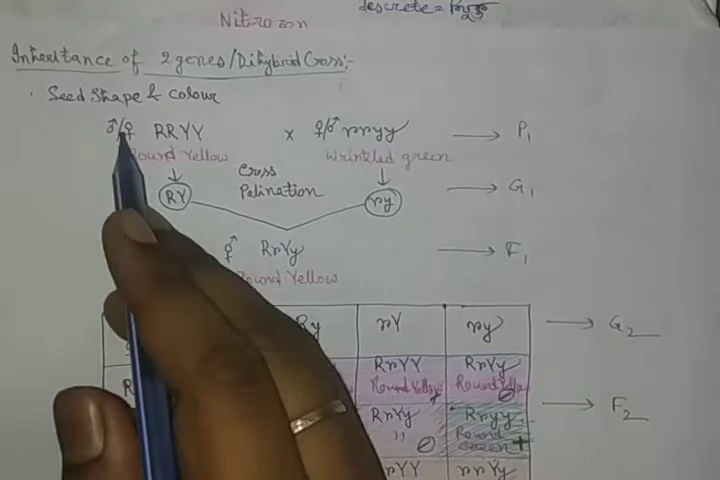 Nitrozon
discrete =
Inheritance of 2 genes/Dihybrid Cross:-
· Seed Shape & colour
♂/♀ RRYY × ♀/♂ rryy → P₁
Round Yellow Wrinkled green
Cross
Polination
RY ry → G₁
♂ RrYy → F₁
Round Yellow
Ry rY ry → G₂
RrYY RrYy
Round Yellow Round Yellow
→ F₂
RrYy Rryy
,, Round
green +
rrYY rrYy